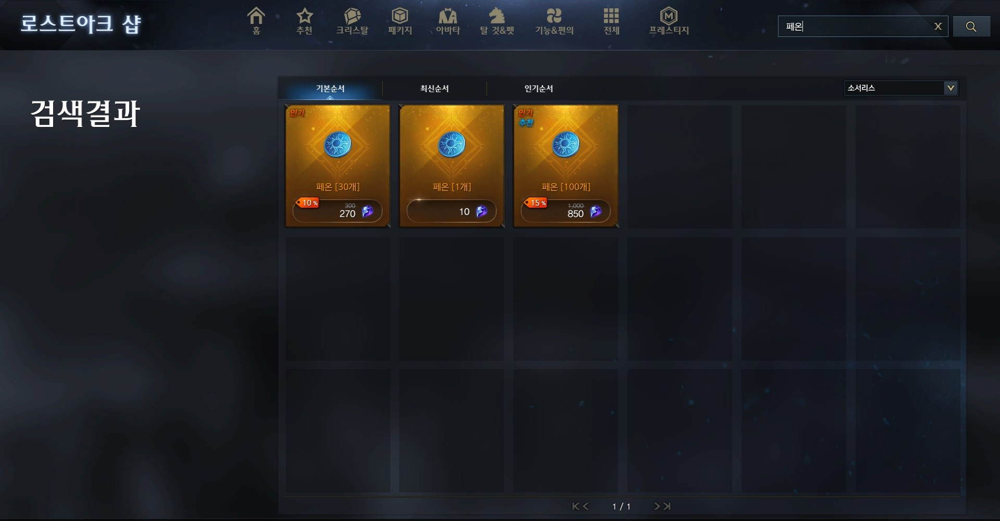 로스트아크 샵
홈
추천
크리스탈
패키지
아바타
탈 것&펫
기능&편의
전체
M
프레스티지
페온
X
검색결과
기본순서
최신순서
인기순서
소서리스
인기
페온 [30개]
10 %
300
270
페온 [1개]
10
인기
추천
페온 [100개]
15 %
1,000
850
1 / 1